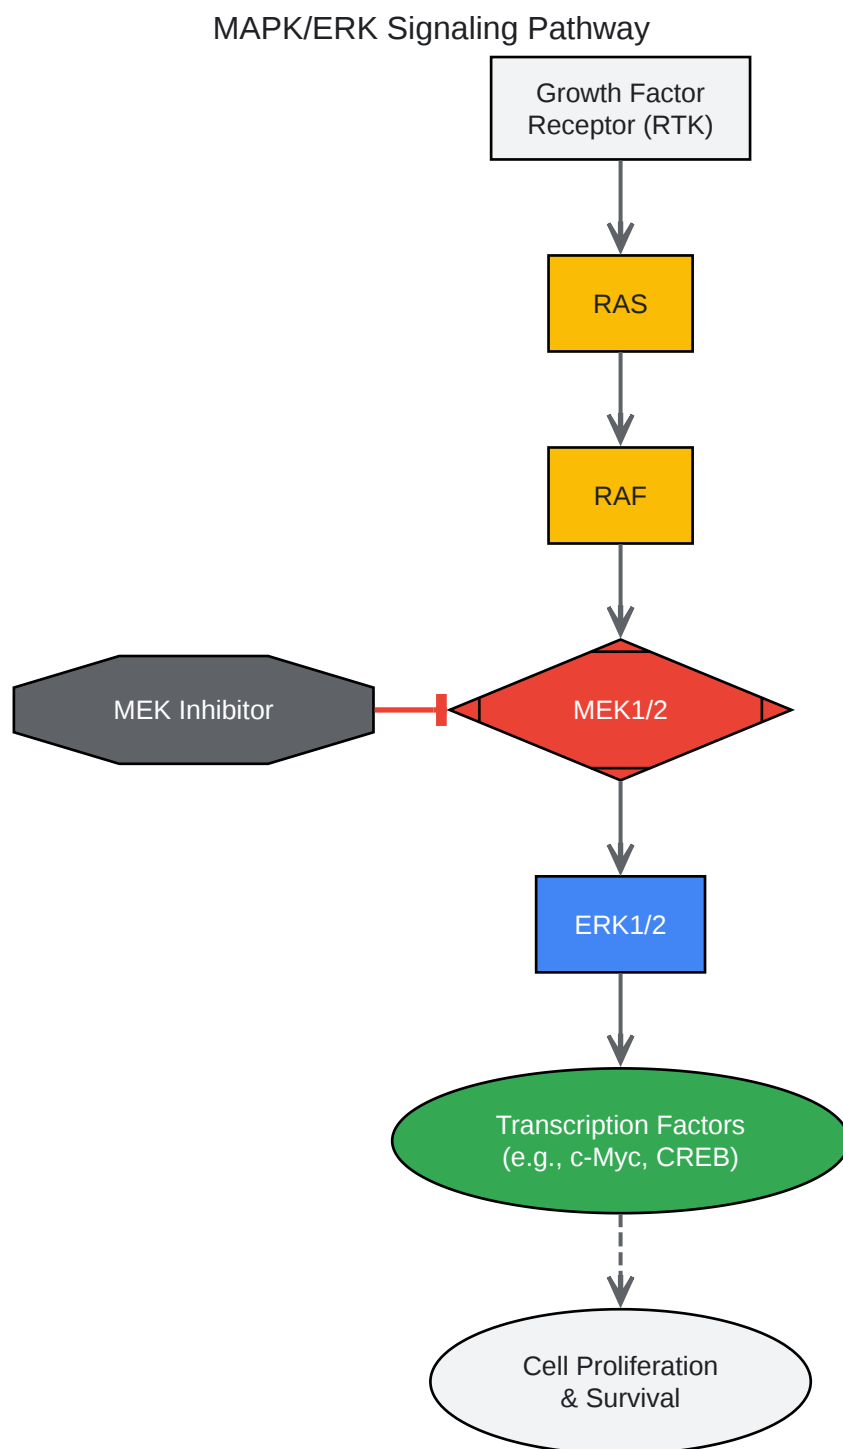 MAPK/ERK Signaling Pathway
Growth Factor
Receptor (RTK)
RAS
RAF
MEK Inhibitor
MEK1/2
ERK1/2
Transcription Factors
(e.g., c-Myc, CREB)
Cell Proliferation
& Survival